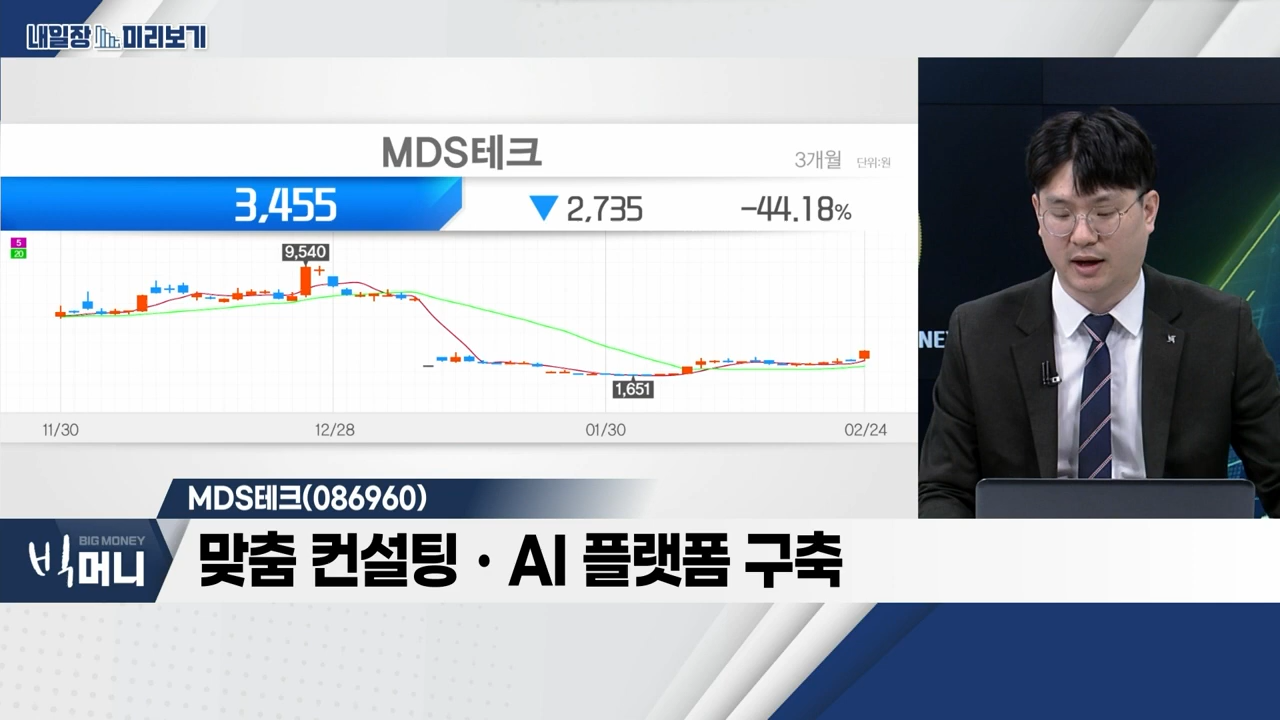 내일장 미리보기
MDS테크
3개월 단위:원
3,455 ▼ 2,735 -44.18%
5
20
9,540
1,651
11/30 12/28 01/30 02/24
NE
MDS테크(086960)
BIG MONEY
빅머니
맞춤 컨설팅 · AI 플랫폼 구축